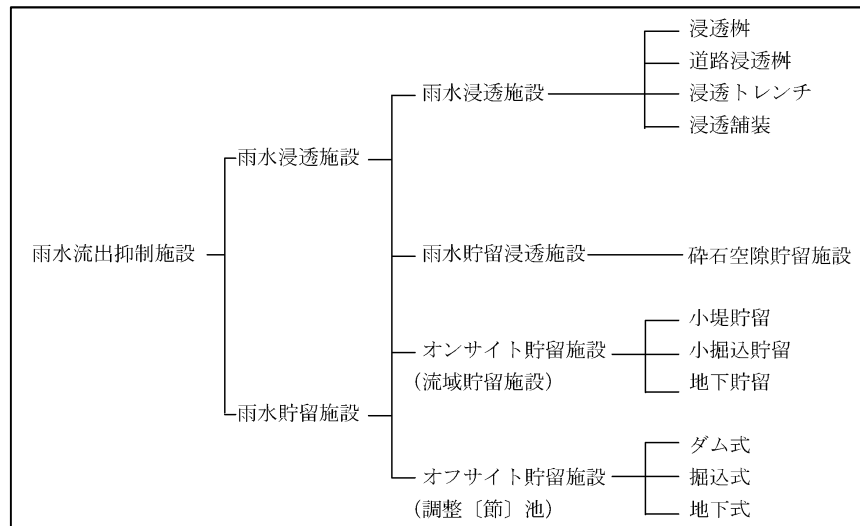 浸透桝
道路浸透桝
雨水浸透施設
浸透トレンチ
浸透舗装
雨水浸透施設
雨水流出抑制施設
雨水貯留浸透施設
砕石空隙貯留施設
小堤貯留
オンサイト貯留施設
小掘込貯留
(流域貯留施設)
地下貯留
雨水貯留施設
ダム式
オフサイト貯留施設
掘込式
(調整〔節〕池)
地下式